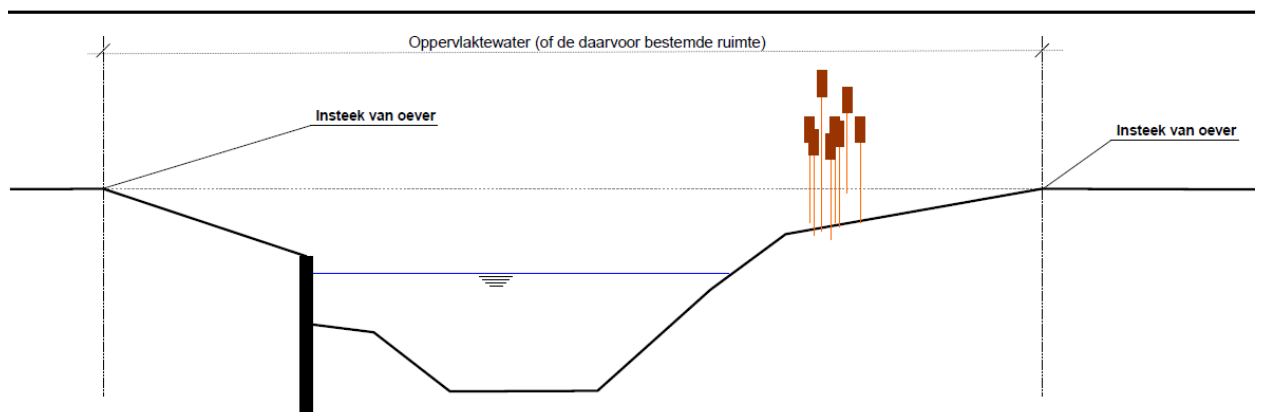 Oppervlaktewater (of de daarvoor bestemde ruimte)
Insteek van oever
Insteek van oever